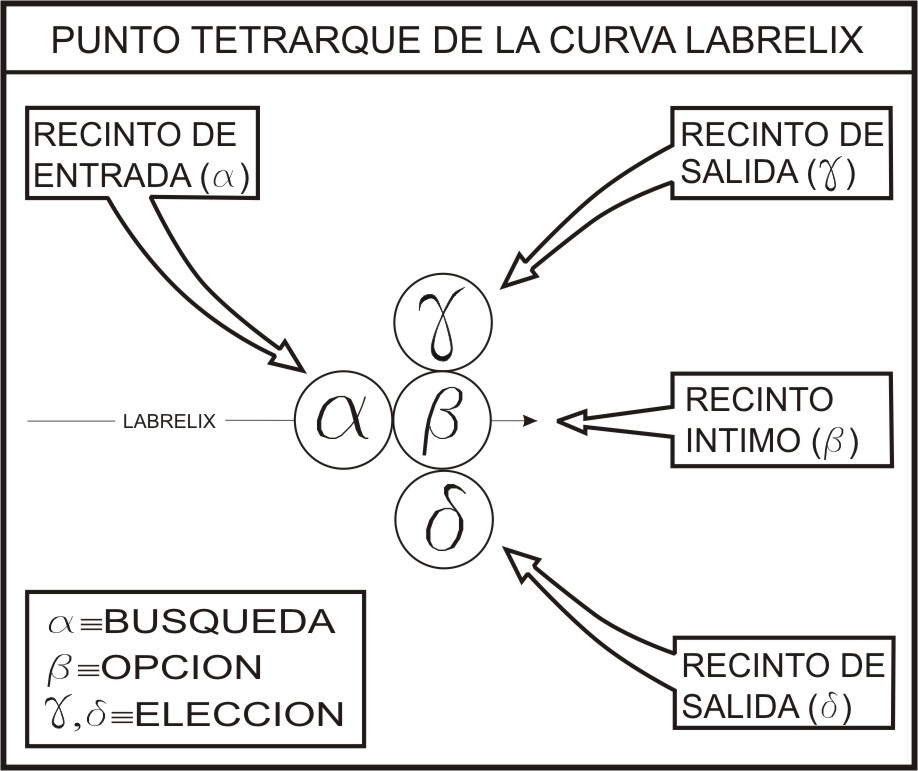 PUNTO TETRARQUE DE LA CURVA LABRELIX
RECINTO DE
ENTRADA (α)
RECINTO DE
SALIDA (γ)
γ
LABRELIX
α
β
RECINTO
INTIMO (β)
δ
α≡BUSQUEDA
β≡OPCION
γ,δ≡ELECCION
RECINTO DE
SALIDA (δ)